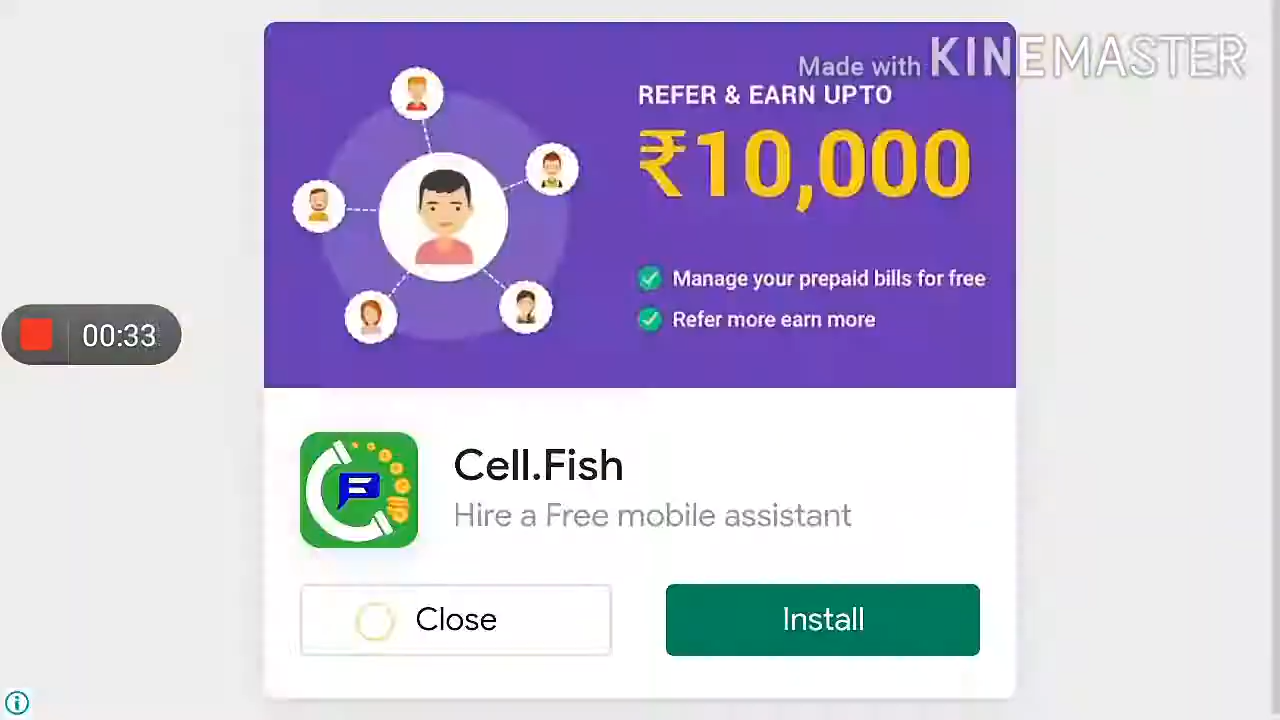 Made with KINEMASTER
REFER & EARN UPTO
₹10,000
Manage your prepaid bills for free
Refer more earn more
00:33
Cell.Fish
Hire a Free mobile assistant
Close
Install